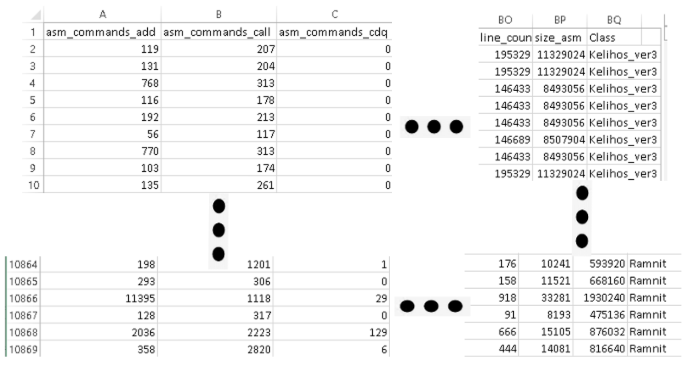 A B C
1 asm_commands_add asm_commands_call asm_commands_cdq
2 119 207 0
3 131 204 0
4 768 313 0
5 116 178 0
6 192 213 0
7 56 117 0
8 770 313 0
9 103 174 0
10 135 261 0
BO BP BQ
line_coun size_asm Class
195329 11329024 Kelihos_ver3
195329 11329024 Kelihos_ver3
146433 8493056 Kelihos_ver3
146433 8493056 Kelihos_ver3
146433 8493056 Kelihos_ver3
146689 8507904 Kelihos_ver3
146433 8493056 Kelihos_ver3
195329 11329024 Kelihos_ver3
10864 198 1201 1
10865 293 306 0
10866 11395 1118 29
10867 128 317 0
10868 2036 2223 129
10869 358 2820 6
176 10241 593920 Ramnit
158 11521 668160 Ramnit
918 33281 1930240 Ramnit
91 8193 475136 Ramnit
666 15105 876032 Ramnit
444 14081 816640 Ramnit